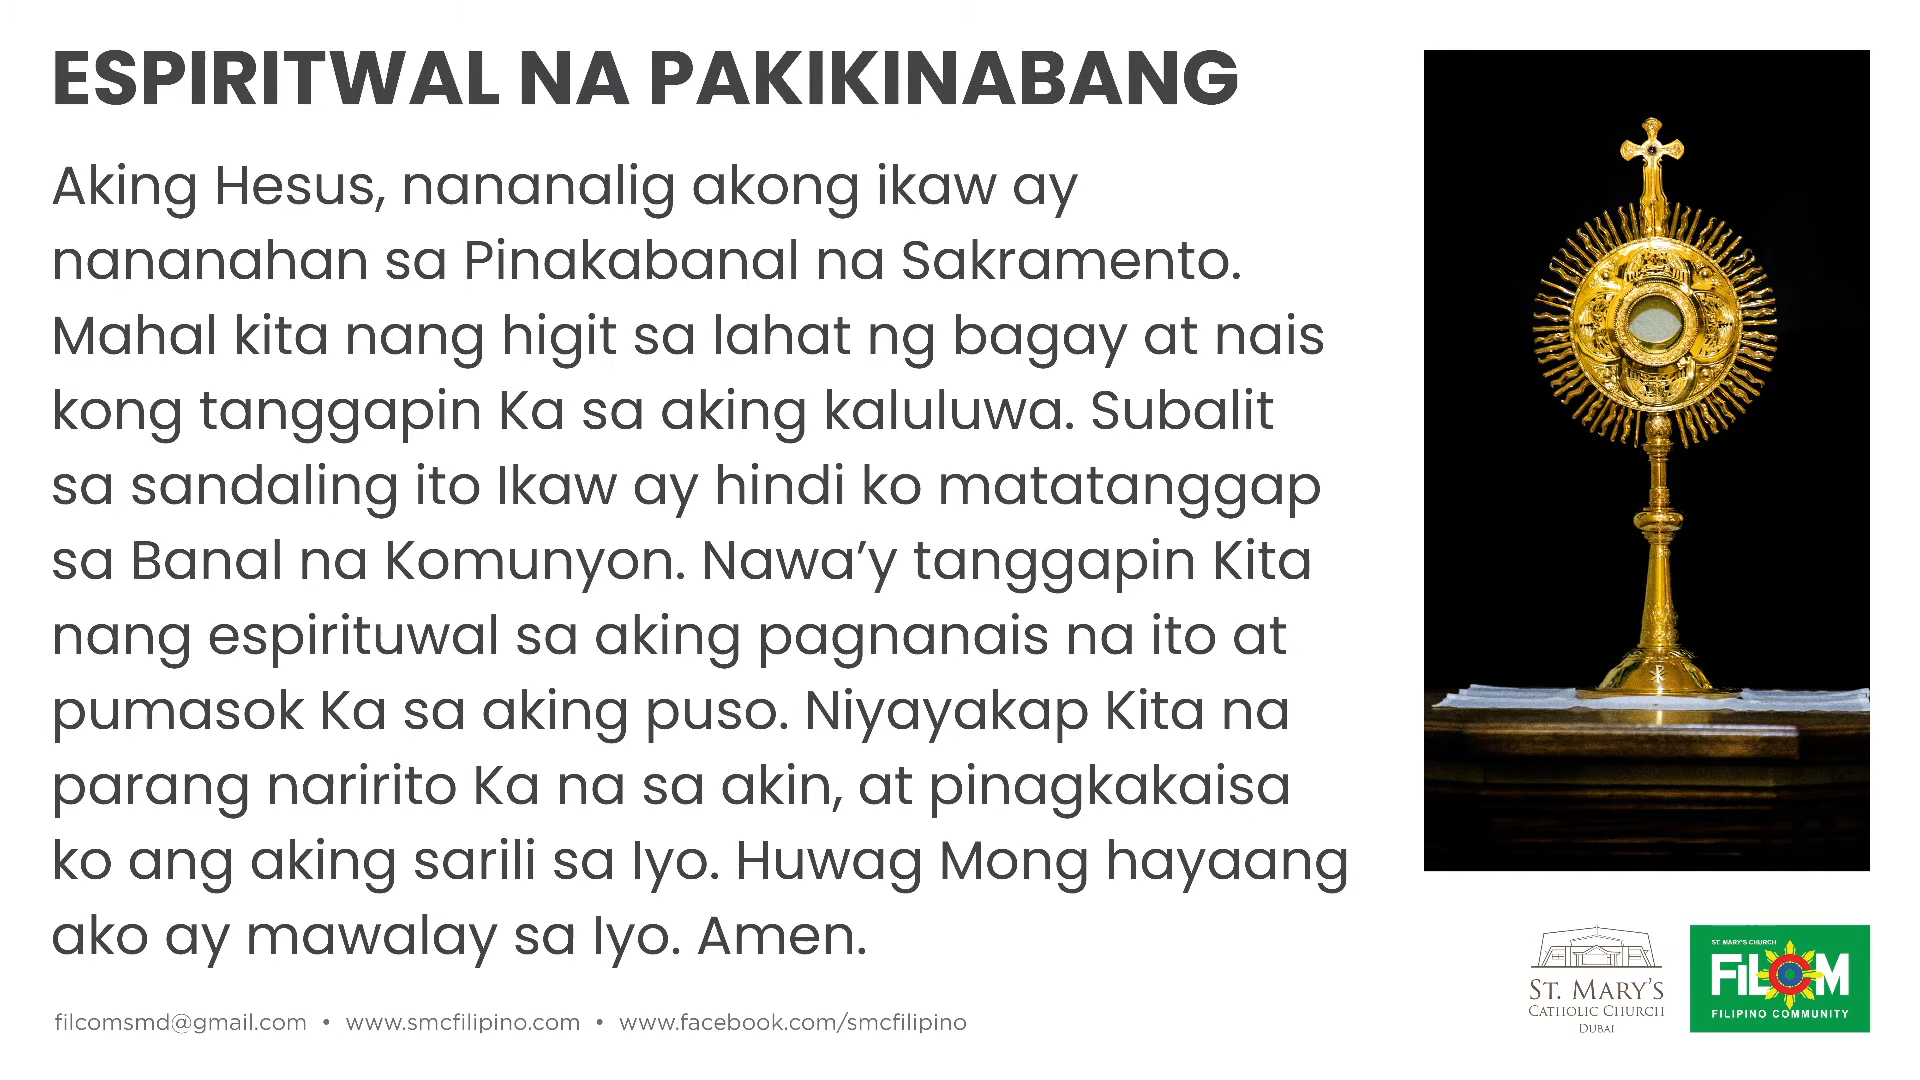 ESPIRITWAL NA PAKIKINABANG
Aking Hesus, nananalig akong ikaw ay
nananahan sa Pinakabanal na Sakramento.
Mahal kita nang higit sa lahat ng bagay at nais
kong tanggapin Ka sa aking kaluluwa. Subalit
sa sandaling ito Ikaw ay hindi ko matatanggap
sa Banal na Komunyon. Nawa’y tanggapin Kita
nang espirituwal sa aking pagnanais na ito at
pumasok Ka sa aking puso. Niyayakap Kita na
parang naririto Ka na sa akin, at pinagkakaisa
ko ang aking sarili sa Iyo. Huwag Mong hayaang
ako ay mawalay sa Iyo. Amen.
filcomsmd@gmail.com • www.smcfilipino.com • www.facebook.com/smcfilipino
ST. MARY'S
CATHOLIC CHURCH
DUBAI
ST. MARY'S CHURCH
FILCOM
FILIPINO COMMUNITY